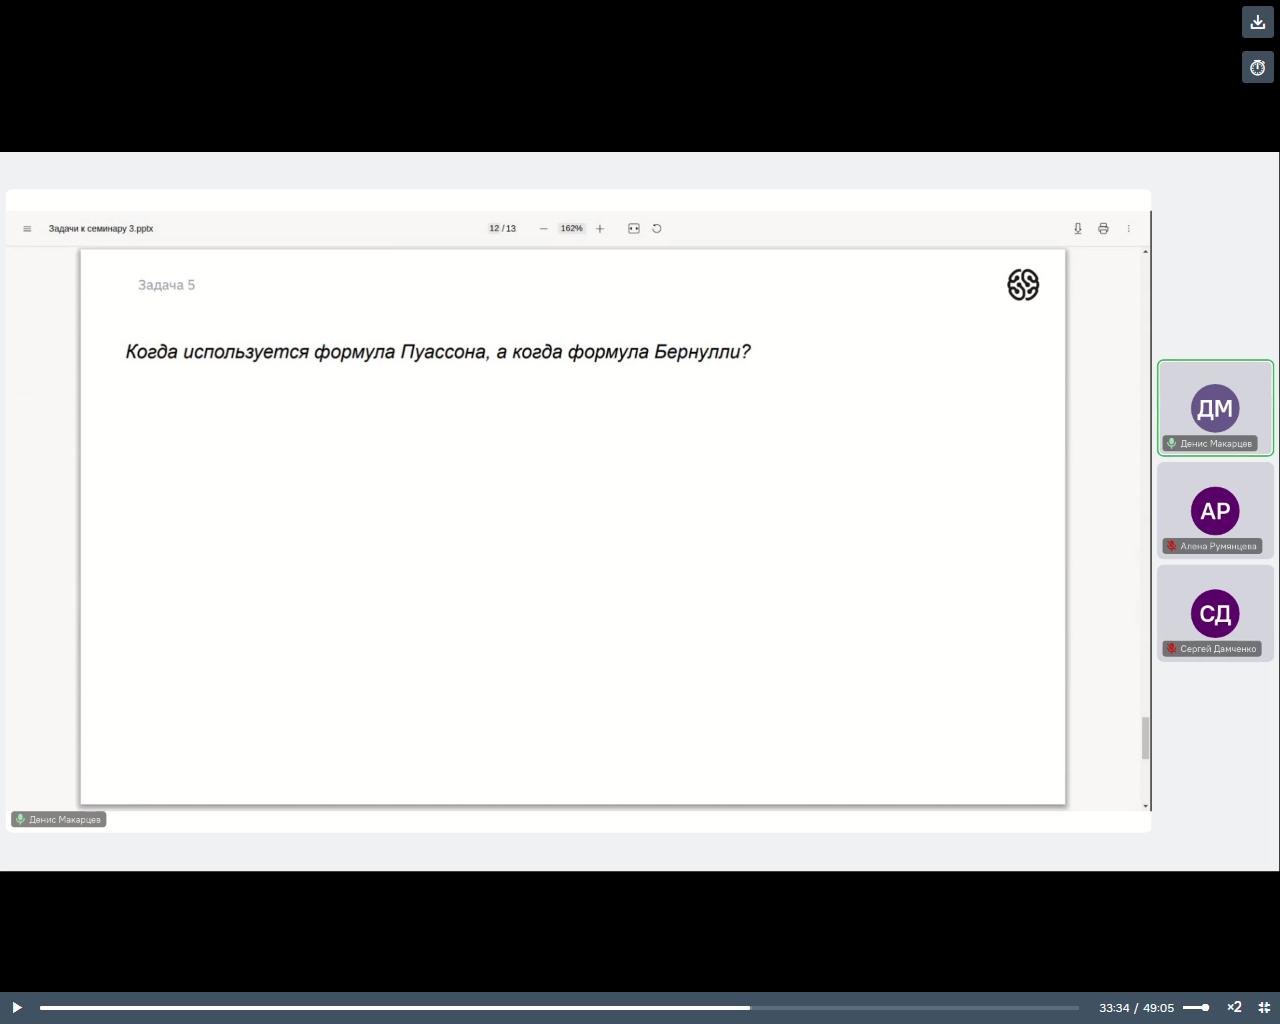 Задачи к семинару 3.pptx
12 / 13
162%
Задача 5
Когда используется формула Пуассона, а когда формула Бернулли?
ДМ
Денис Макарцев
АР
Алена Румянцева
СД
Сергей Дамченко
Денис Макарцев
33:34 / 49:05
×2